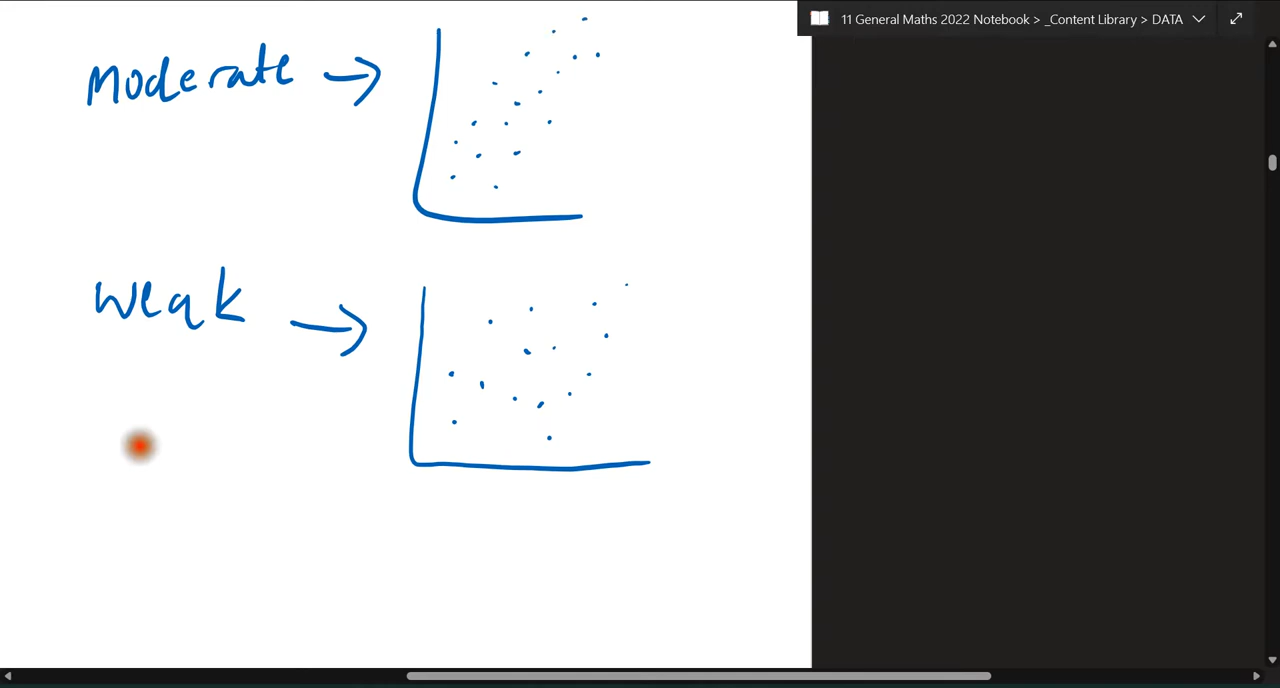 11 General Maths 2022 Notebook > _Content Library > DATA
Moderate →
Weak →